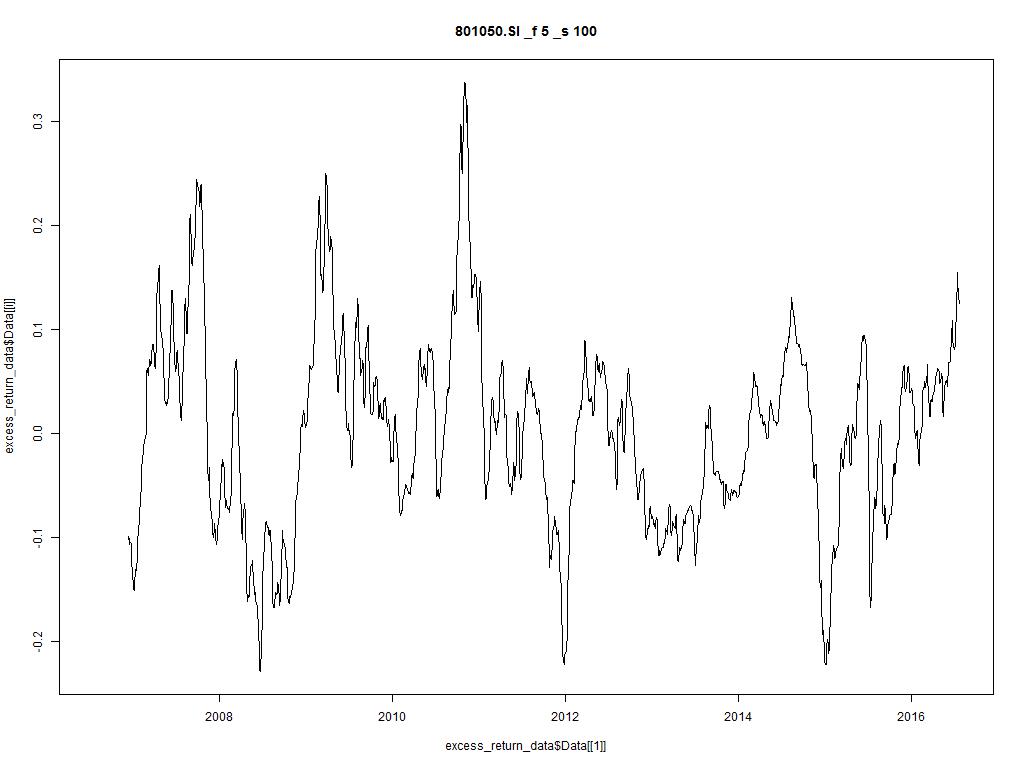 801050.SI _f 5 _s 100
excess_return_data$Data[[i]]
0.3
0.2
0.1
0.0
-0.1
-0.2
2008 2010 2012 2014 2016
excess_return_data$Data[[1]]